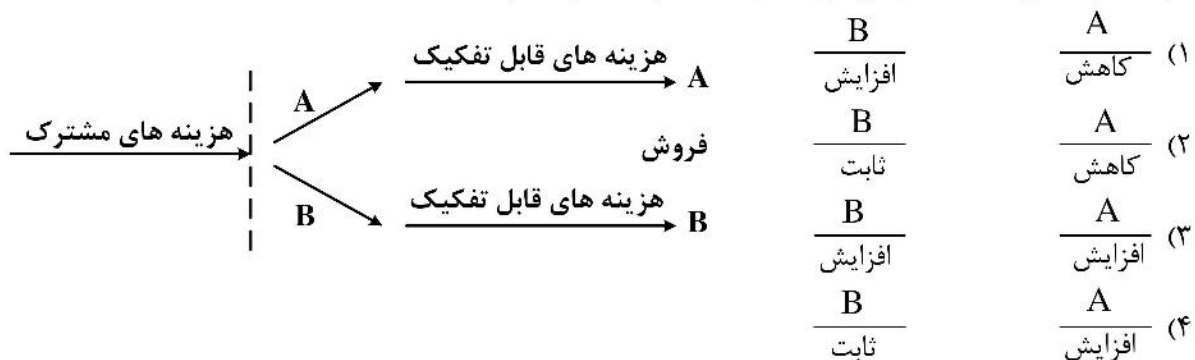 ۱) A کاهش B افزایش
۲) A کاهش B ثابت
۳) A افزایش B افزایش
۴) A افزایش B ثابت
هزینه های مشترک
A
هزینه های قابل تفکیک
A
فروش
B
هزینه های قابل تفکیک
B